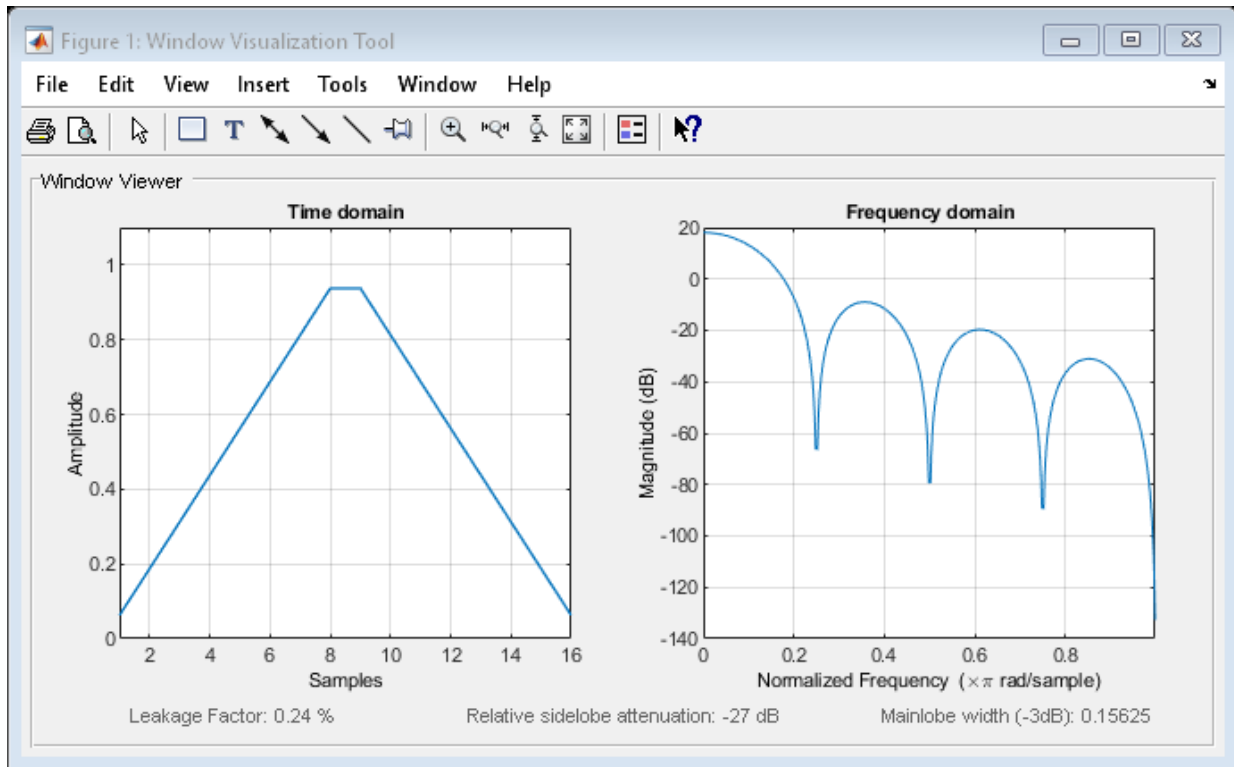 Figure 1: Window Visualization Tool
File Edit View Insert Tools Window Help
Window Viewer
Time domain
1
0.8
0.6
0.4
0.2
0
Amplitude
2 4 6 8 10 12 14 16
Samples
Frequency domain
20
0
-20
-40
-60
-80
-100
-120
-140
Magnitude (dB)
0 0.2 0.4 0.6 0.8
Normalized Frequency (×π rad/sample)
Leakage Factor: 0.24 % Relative sidelobe attenuation: -27 dB Mainlobe width (-3dB): 0.15625